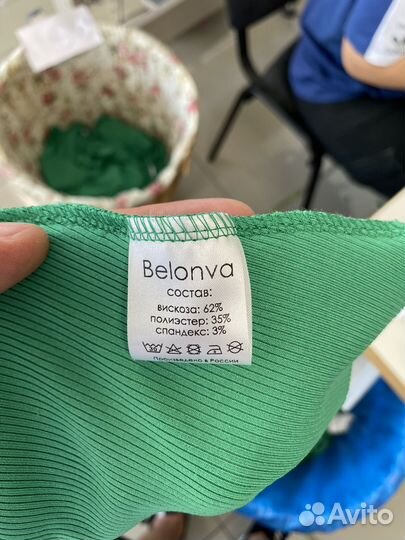 Belonva
состав:
вискоза: 62%
полиэстер: 35%
спандекс: 3%
Произведено в России
Avito